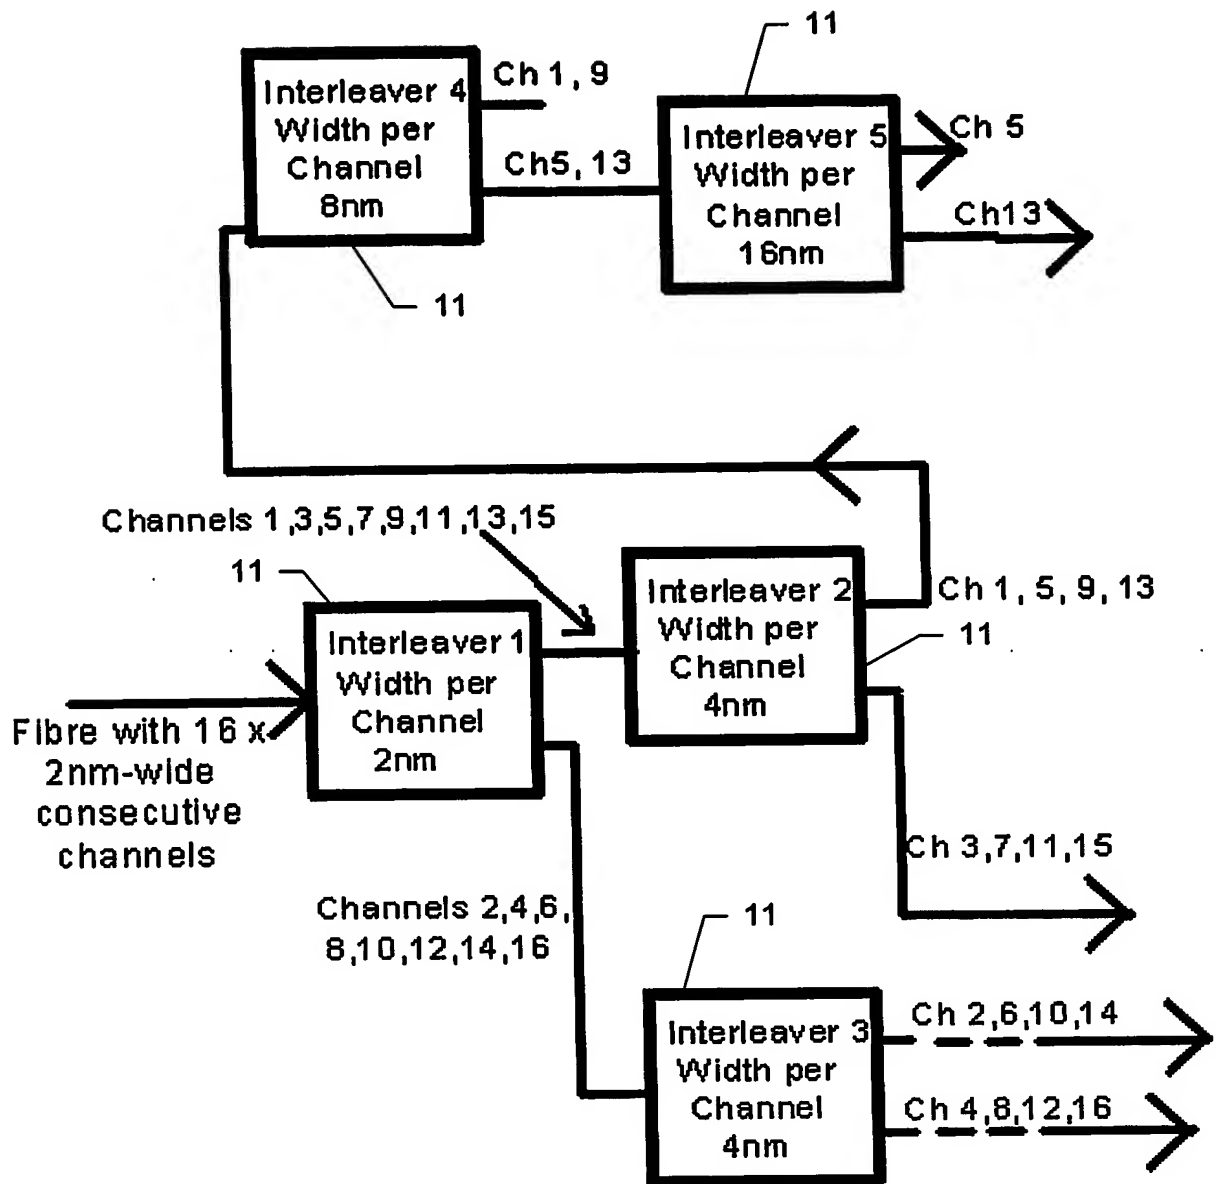 11
Ch 1, 9
Interleaver 4
Width per
Channel
8nm
Ch5, 13
Interleaver 5
Width per
Channel
16nm
Ch 5
Ch13
11
Channels 1,3,5,7,9,11,13,15
11
Interleaver 2
Width per
Channel
4nm
Ch 1, 5, 9, 13
11
Interleaver 1
Width per
Channel
2nm
Fibre with 16 x
2nm-wide
consecutive
channels
Ch 3,7,11,15
Channels 2,4,6,
8,10,12,14,16
11
Interleaver 3
Width per
Channel
4nm
Ch 2,6,10,14
Ch 4,8,12,16